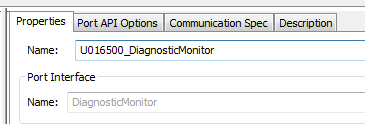 Properties Port API Options Communication Spec Description
Name: U016500_DiagnosticMonitor
Port Interface
Name: DiagnosticMonitor